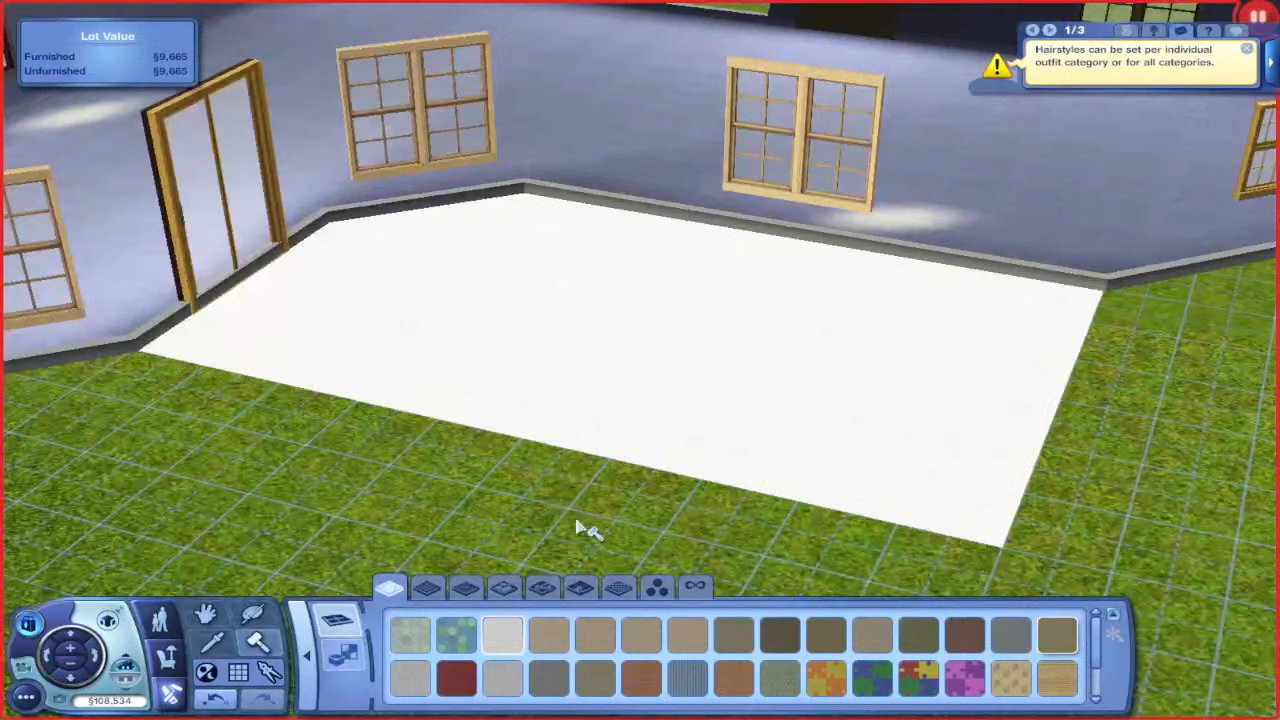 Lot Value
Furnished §9,665
Unfurnished §9,665
1/3
?
Hairstyles can be set per individual
outfit category or for all categories.
§108,534